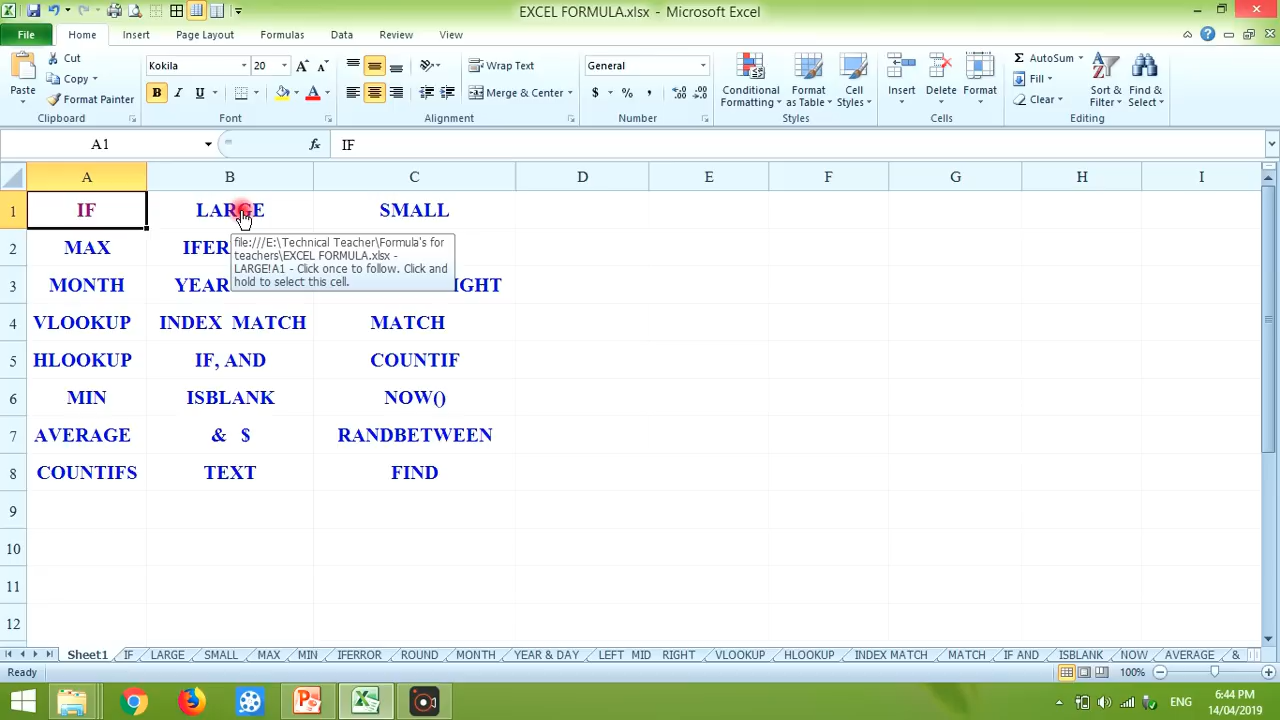 EXCEL FORMULA.xlsx - Microsoft Excel
File Home Insert Page Layout Formulas Data Review View
Cut
Copy
Format Painter
Paste
Clipboard
Kokila 20
B I U
Font
Wrap Text
Merge & Center
Alignment
General
$ % ,
Number
Conditional Formatting
Format as Table
Cell Styles
Styles
Insert Delete Format
Cells
AutoSum
Fill
Clear
Sort & Filter
Find & Select
Editing
A1 fx IF
A B C D E F G H I
1 IF LARGE SMALL
2 MAX
file:///E:\Technical Teacher\Formula's for
teachers\EXCEL FORMULA.xlsx -
LARGE!A1 - Click once to follow. Click and
hold to select this cell.
3 MONTH YEAR
4 VLOOKUP INDEX MATCH MATCH
5 HLOOKUP IF, AND COUNTIF
6 MIN ISBLANK NOW()
7 AVERAGE & $ RANDBETWEEN
8 COUNTIFS TEXT FIND
9
10
11
12
Sheet1 IF LARGE SMALL MAX MIN IFERROR ROUND MONTH YEAR & DAY LEFT MID RIGHT VLOOKUP HLOOKUP INDEX MATCH MATCH IF AND ISBLANK NOW AVERAGE &
Ready 100%
ENG
6:44 PM
14/04/2019